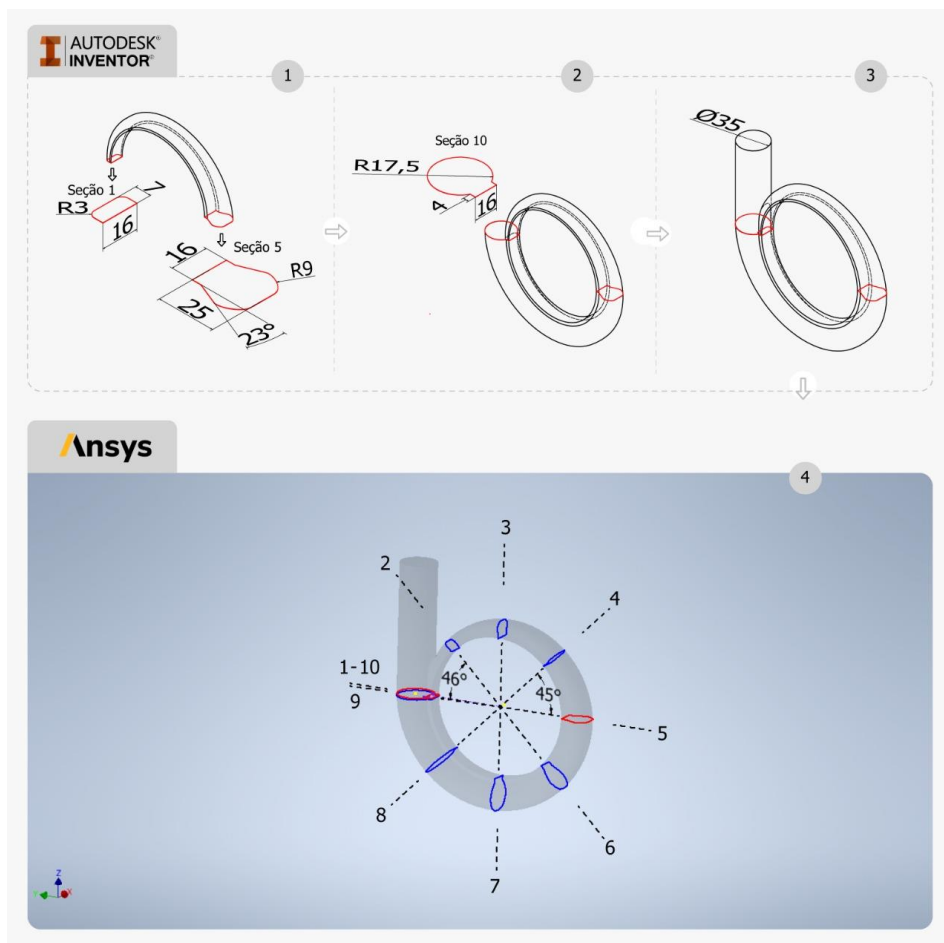 AUTODESK®
INVENTOR®
1
2
3
Seção 1
R3
7
16
16
Seção 5
R9
25
23°
Seção 10
R17,5
4
16
Ø35
Ansys
4
3
2
4
1-10
9
46°
45°
5
8
6
7
Z
Y
X